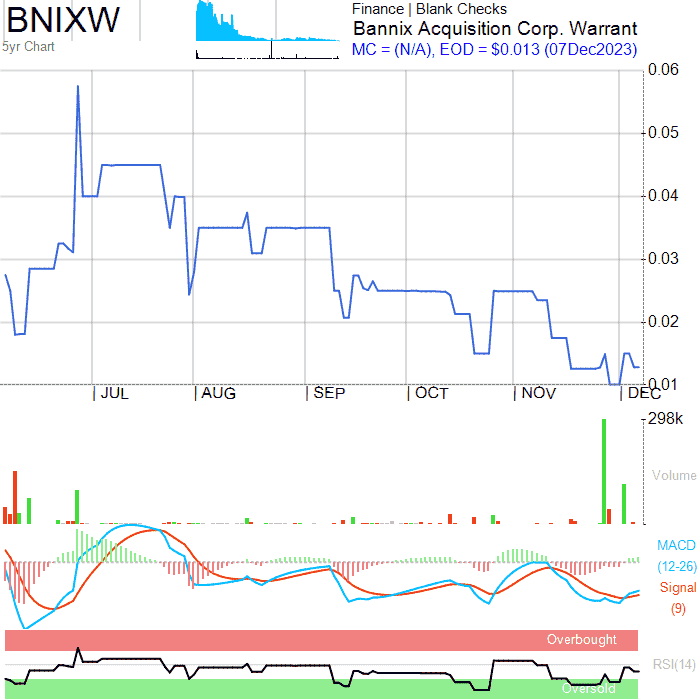 BNIXW
5yr Chart
Finance | Blank Checks
Bannix Acquisition Corp. Warrant
MC = (N/A), EOD = $0.013 (07Dec2023)
0.06
0.05
0.04
0.03
0.02
0.01
JUL AUG SEP OCT NOV DEC
298k
Volume
MACD
(12-26)
Signal
(9)
Overbought
RSI(14)
Oversold